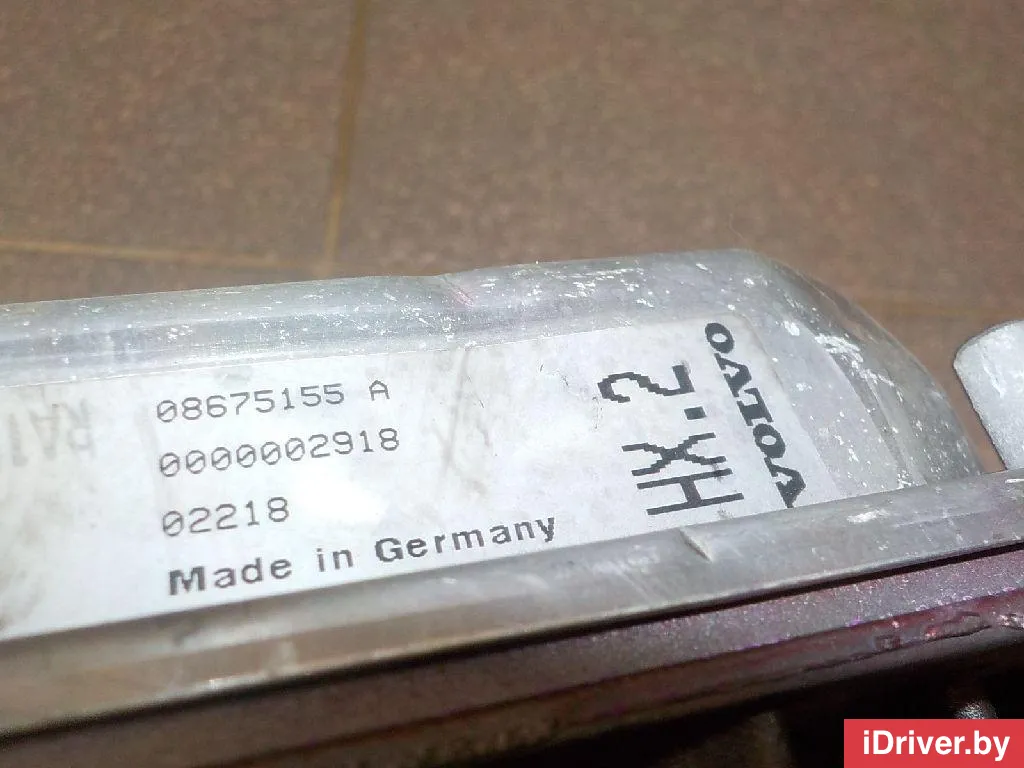 08675155 A
0000002918
02218
Made in Germany
HX.2
VOLVO
iDriver.by